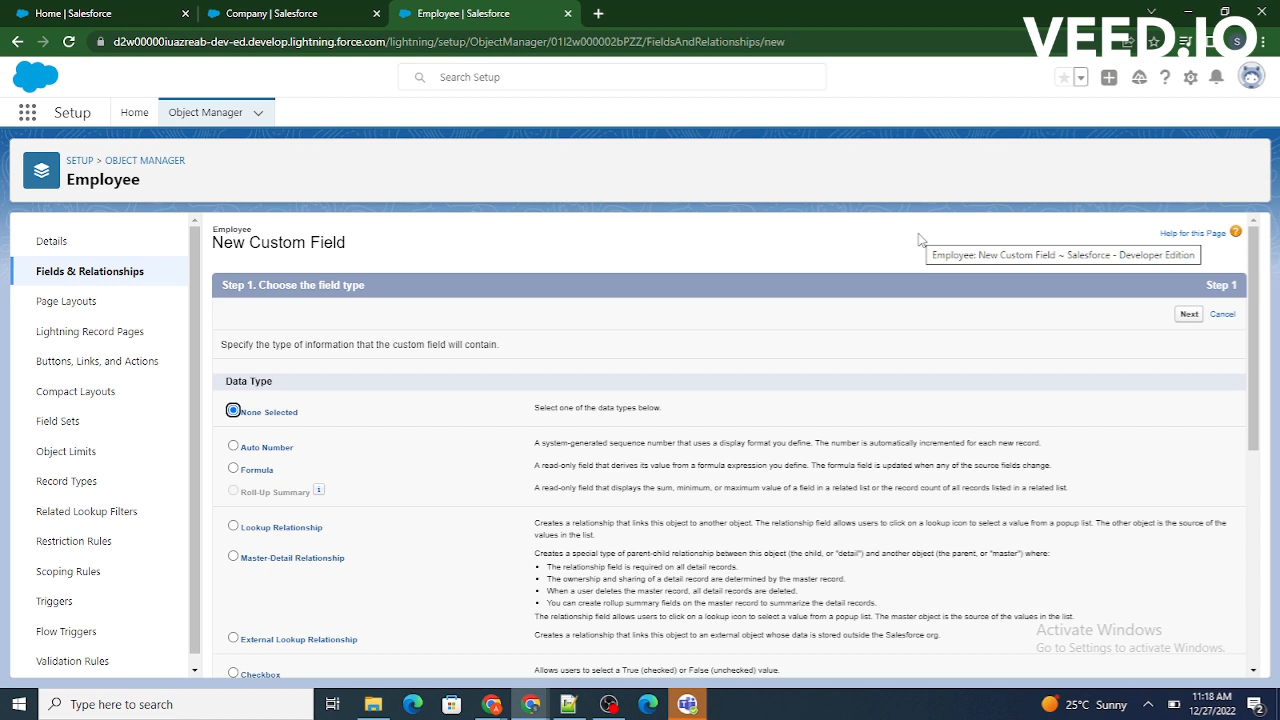 Home | Salesforce
Company | Salesforce
Employee | Salesforce
d2w00000iuazreab-dev-ed.develop.lightning.force.com/lightning/setup/ObjectManager/01I2w000002bPZZ/FieldsAndRelationships/new
S
VEED.IO
Search Setup
Setup
Home
Object Manager
SETUP > OBJECT MANAGER
Employee
Details
Fields & Relationships
Page Layouts
Lightning Record Pages
Buttons, Links, and Actions
Compact Layouts
Field Sets
Object Limits
Record Types
Related Lookup Filters
Restriction Rules
Scoping Rules
Triggers
Flow Triggers
Validation Rules
Employee
New Custom Field
Help for this Page
Employee: New Custom Field ~ Salesforce - Developer Edition
Step 1. Choose the field type
Step 1
Next
Cancel
Specify the type of information that the custom field will contain.
Data Type
None Selected
Select one of the data types below.
Auto Number
A system-generated sequence number that uses a display format you define. The number is automatically incremented for each new record.
Formula
A read-only field that derives its value from a formula expression you define. The formula field is updated when any of the source fields change.
Roll-Up Summary
A read-only field that displays the sum, minimum, or maximum value of a field in a related list or the record count of all records listed in a related list.
Lookup Relationship
Creates a relationship that links this object to another object. The relationship field allows users to click on a lookup icon to select a value from a popup list. The other object is the source of the
values in the list.
Master-Detail Relationship
Creates a special type of parent-child relationship between this object (the child, or "detail") and another object (the parent, or "master") where:
• The relationship field is required on all detail records.
• The ownership and sharing of a detail record are determined by the master record.
• When a user deletes the master record, all detail records are deleted.
• You can create rollup summary fields on the master record to summarize the detail records.
The relationship field allows users to click on a lookup icon to select a value from a popup list. The master object is the source of the values in the list.
External Lookup Relationship
Creates a relationship that links this object to an external object whose data is stored outside the Salesforce org.
Checkbox
Allows users to select a True (checked) or False (unchecked) value.
Activate Windows
Go to Settings to activate Windows.
Type here to search
25°C Sunny
11:18 AM
12/27/2022
2